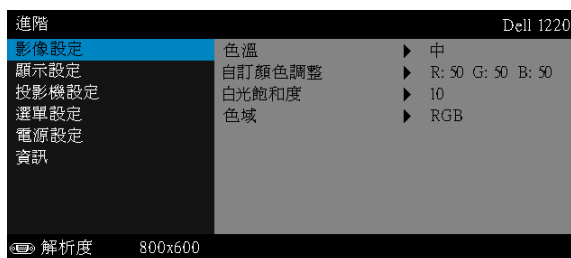 進階 Dell 1220
影像設定 色溫 中
顯示設定 自訂顏色調整 R: 50 G: 50 B: 50
投影機設定 白光飽和度 10
選單設定 色域 RGB
電源設定
資訊
解析度 800x600